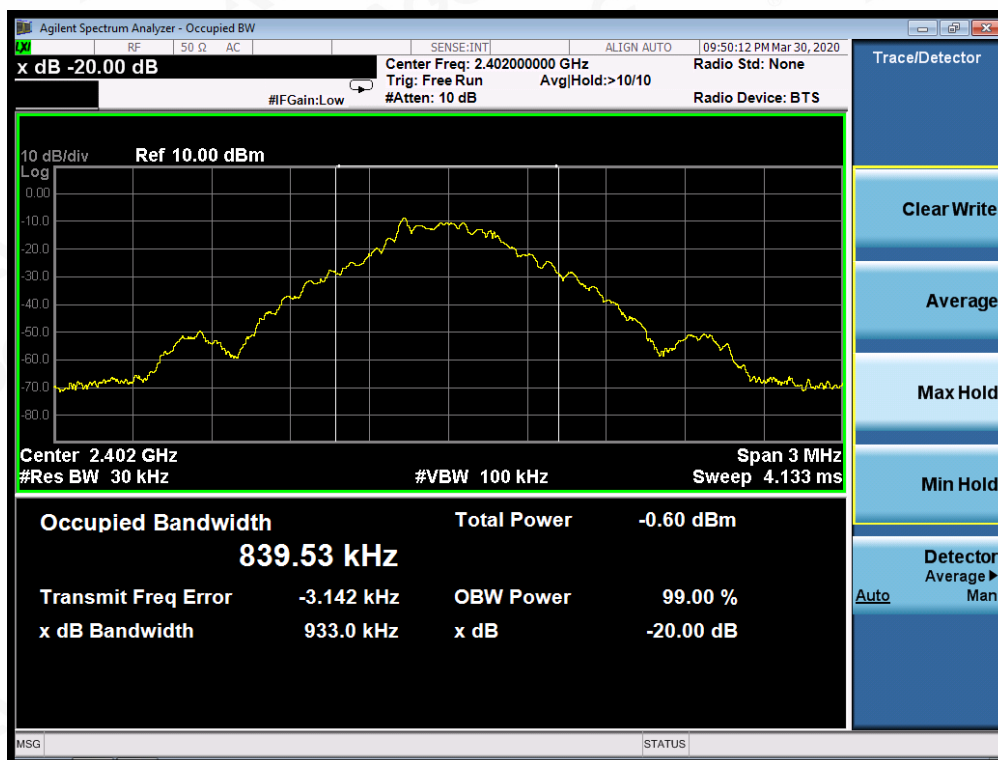 Agilent Spectrum Analyzer - Occupied BW
LXI RF 50 Ω AC SENSE:INT ALIGN AUTO 09:50:12 PM Mar 30, 2020
x dB -20.00 dB
Center Freq: 2.402000000 GHz
Radio Std: None
Trig: Free Run
Avg|Hold:>10/10
#IFGain:Low
#Atten: 10 dB
Radio Device: BTS
10 dB/div
Ref 10.00 dBm
Log
0.00
-10.0
-20.0
-30.0
-40.0
-50.0
-60.0
-70.0
-80.0
Center 2.402 GHz
Span 3 MHz
#Res BW 30 kHz
#VBW 100 kHz
Sweep 4.133 ms
Occupied Bandwidth
Total Power -0.60 dBm
839.53 kHz
Transmit Freq Error -3.142 kHz
OBW Power 99.00 %
x dB Bandwidth 933.0 kHz
x dB -20.00 dB
MSG
STATUS
Trace/Detector
Clear Write
Average
Max Hold
Min Hold
Detector
Average
Auto Man